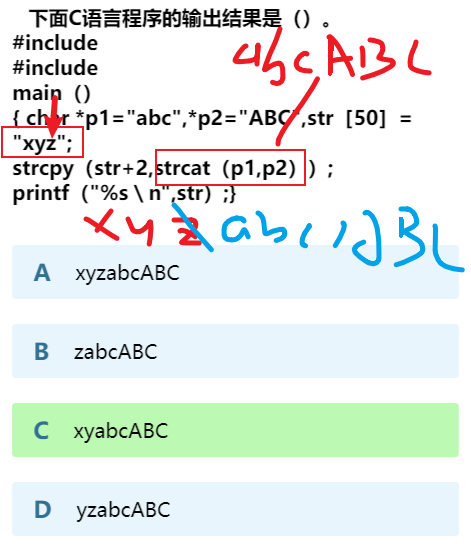 下面C语言程序的输出结果是（）。
#include
abcABC
#include
main（）
{ char *p1="abc",*p2="ABC",str［50］=
"xyz";
strcpy（str+2,strcat（p1,p2））;
printf（"%s \ n",str）;}
xyz abcABC
A xyzabcABC
B zabcABC
C xyabcABC
D yzabcABC